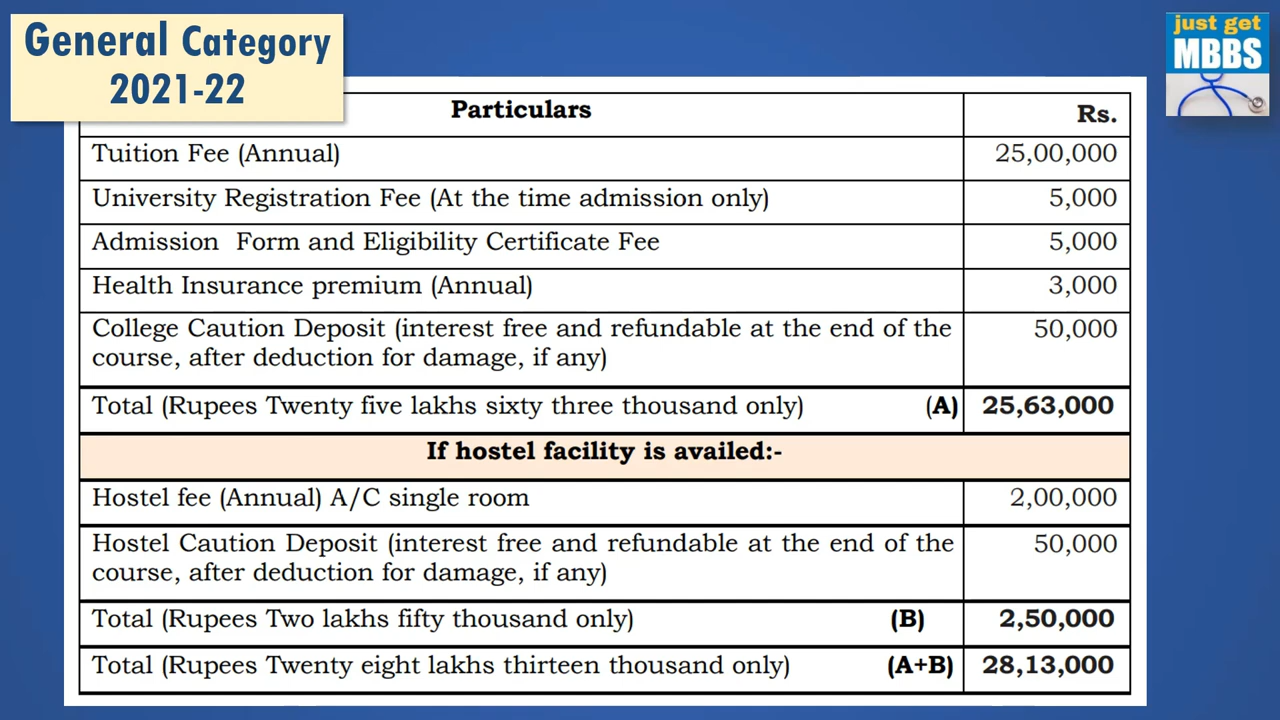 General Category
2021-22
just get
MBBS
Particulars Rs.
Tuition Fee (Annual) 25,00,000
University Registration Fee (At the time admission only) 5,000
Admission Form and Eligibility Certificate Fee 5,000
Health Insurance premium (Annual) 3,000
College Caution Deposit (interest free and refundable at the end of the 50,000
course, after deduction for damage, if any)
Total (Rupees Twenty five lakhs sixty three thousand only) (A) 25,63,000
If hostel facility is availed:-
Hostel fee (Annual) A/C single room 2,00,000
Hostel Caution Deposit (interest free and refundable at the end of the 50,000
course, after deduction for damage, if any)
Total (Rupees Two lakhs fifty thousand only) (B) 2,50,000
Total (Rupees Twenty eight lakhs thirteen thousand only) (A+B) 28,13,000